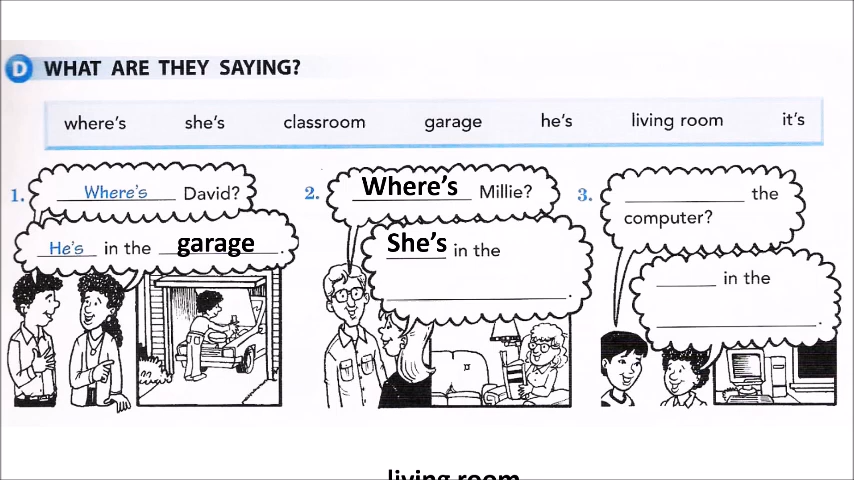 D WHAT ARE THEY SAYING?
where's she's classroom garage he's living room it's
1. Where's David?
He's in the garage.
2. Where's Millie?
She's in the
.
3. the
computer?
in the
.
living room